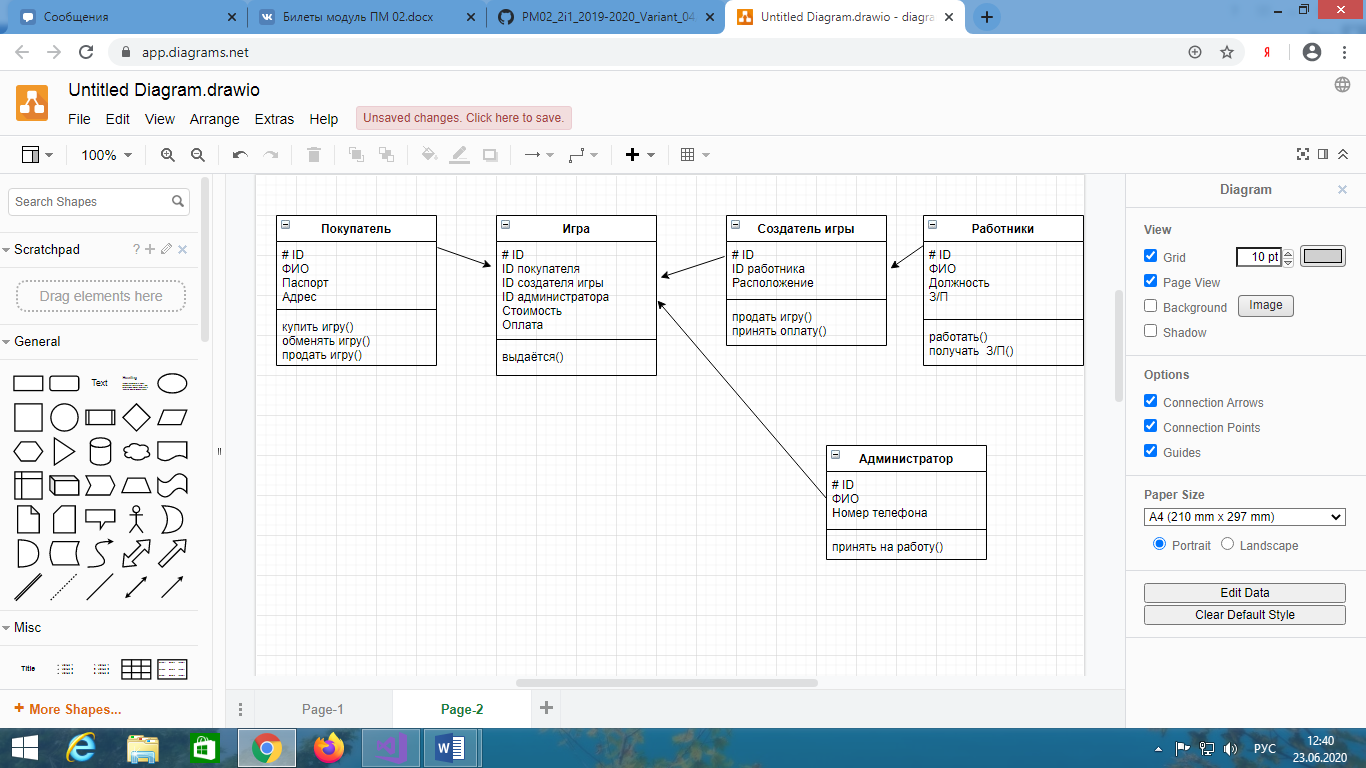 Сообщения
Билеты модуль ПМ 02.docx
PM02_2i1_2019-2020_Variant_04
Untitled Diagram.drawio - diagra
app.diagrams.net
Я
Untitled Diagram.drawio
File Edit View Arrange Extras Help
Unsaved changes. Click here to save.
100%
Search Shapes
Scratchpad
?
Drag elements here
General
Text
Heading
Misc
Title
+ More Shapes...
Покупатель
# ID
ФИО
Паспорт
Адрес
купить игру()
обменять игру()
продать игру()
Игра
# ID
ID покупателя
ID создателя игры
ID администратора
Стоимость
Оплата
выдаётся()
Создатель игры
# ID
ID работника
Расположение
продать игру()
принять оплату()
Работники
# ID
ФИО
Должность
З/П
работать()
получать З/П()
Администратор
# ID
ФИО
Номер телефона
принять на работу()
Page-1
Page-2
Diagram
View
Grid
10 pt
Page View
Background
Image
Shadow
Options
Connection Arrows
Connection Points
Guides
Paper Size
A4 (210 mm x 297 mm)
Portrait Landscape
Edit Data
Clear Default Style
РУС
12:40
23.06.2020